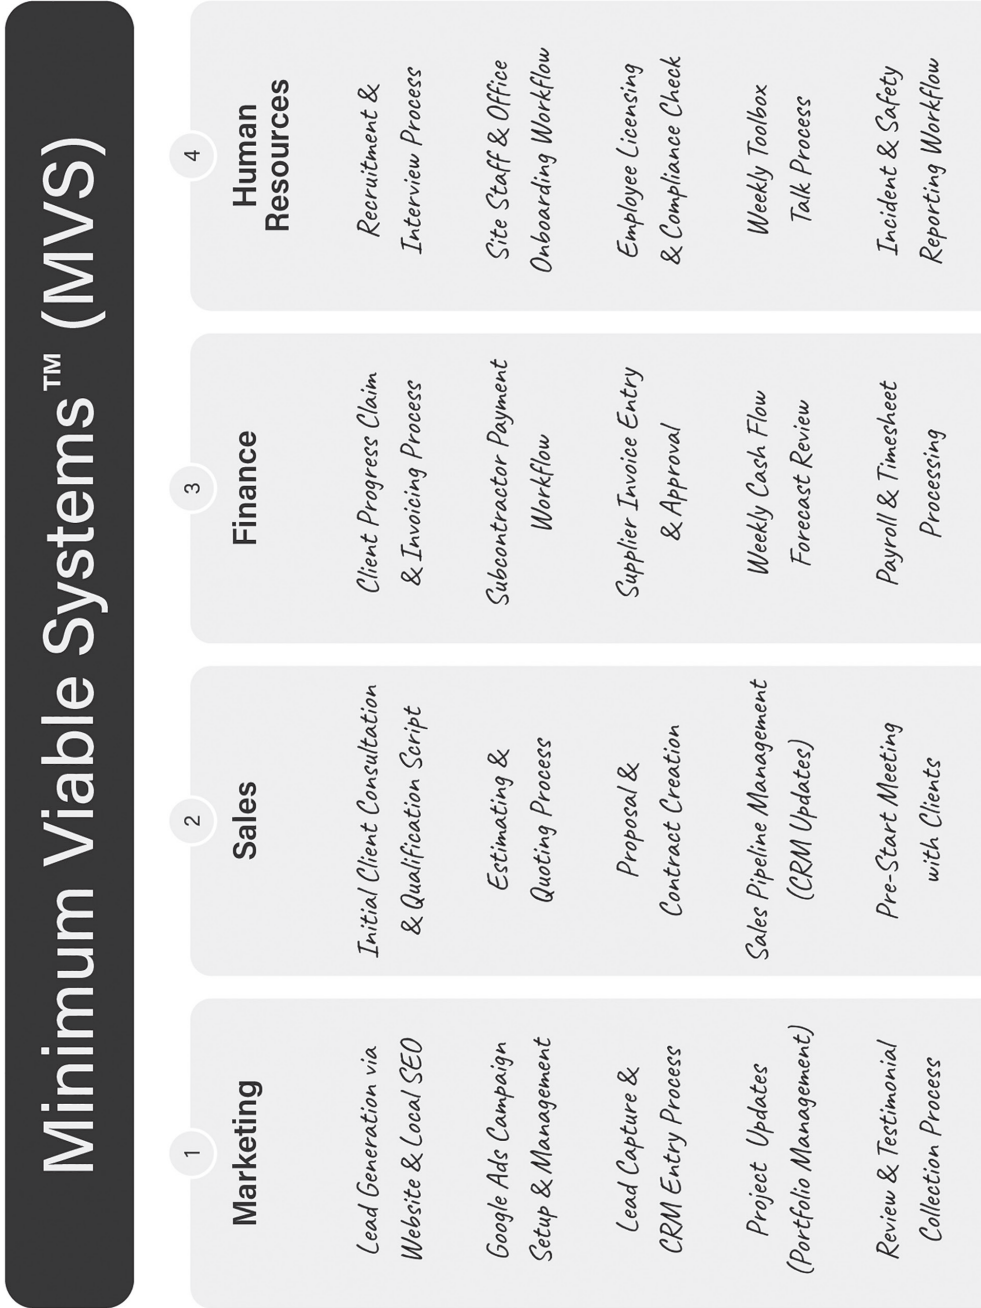 Minimum Viable Systems™ (MVS)
1
Marketing
Lead Generation via
Website & Local SEO
Google Ads Campaign
Setup & Management
Lead Capture &
CRM Entry Process
Project Updates
(Portfolio Management)
Review & Testimonial
Collection Process
2
Sales
Initial Client Consultation
& Qualification Script
Estimating &
Quoting Process
Proposal &
Contract Creation
Sales Pipeline Management
(CRM Updates)
Pre-Start Meeting
with Clients
3
Finance
Client Progress Claim
& Invoicing Process
Subcontractor Payment
Workflow
Supplier Invoice Entry
& Approval
Weekly Cash Flow
Forecast Review
Payroll & Timesheet
Processing
4
Human
Resources
Recruitment &
Interview Process
Site Staff & Office
Onboarding Workflow
Employee Licensing
& Compliance Check
Weekly Toolbox
Talk Process
Incident & Safety
Reporting Workflow